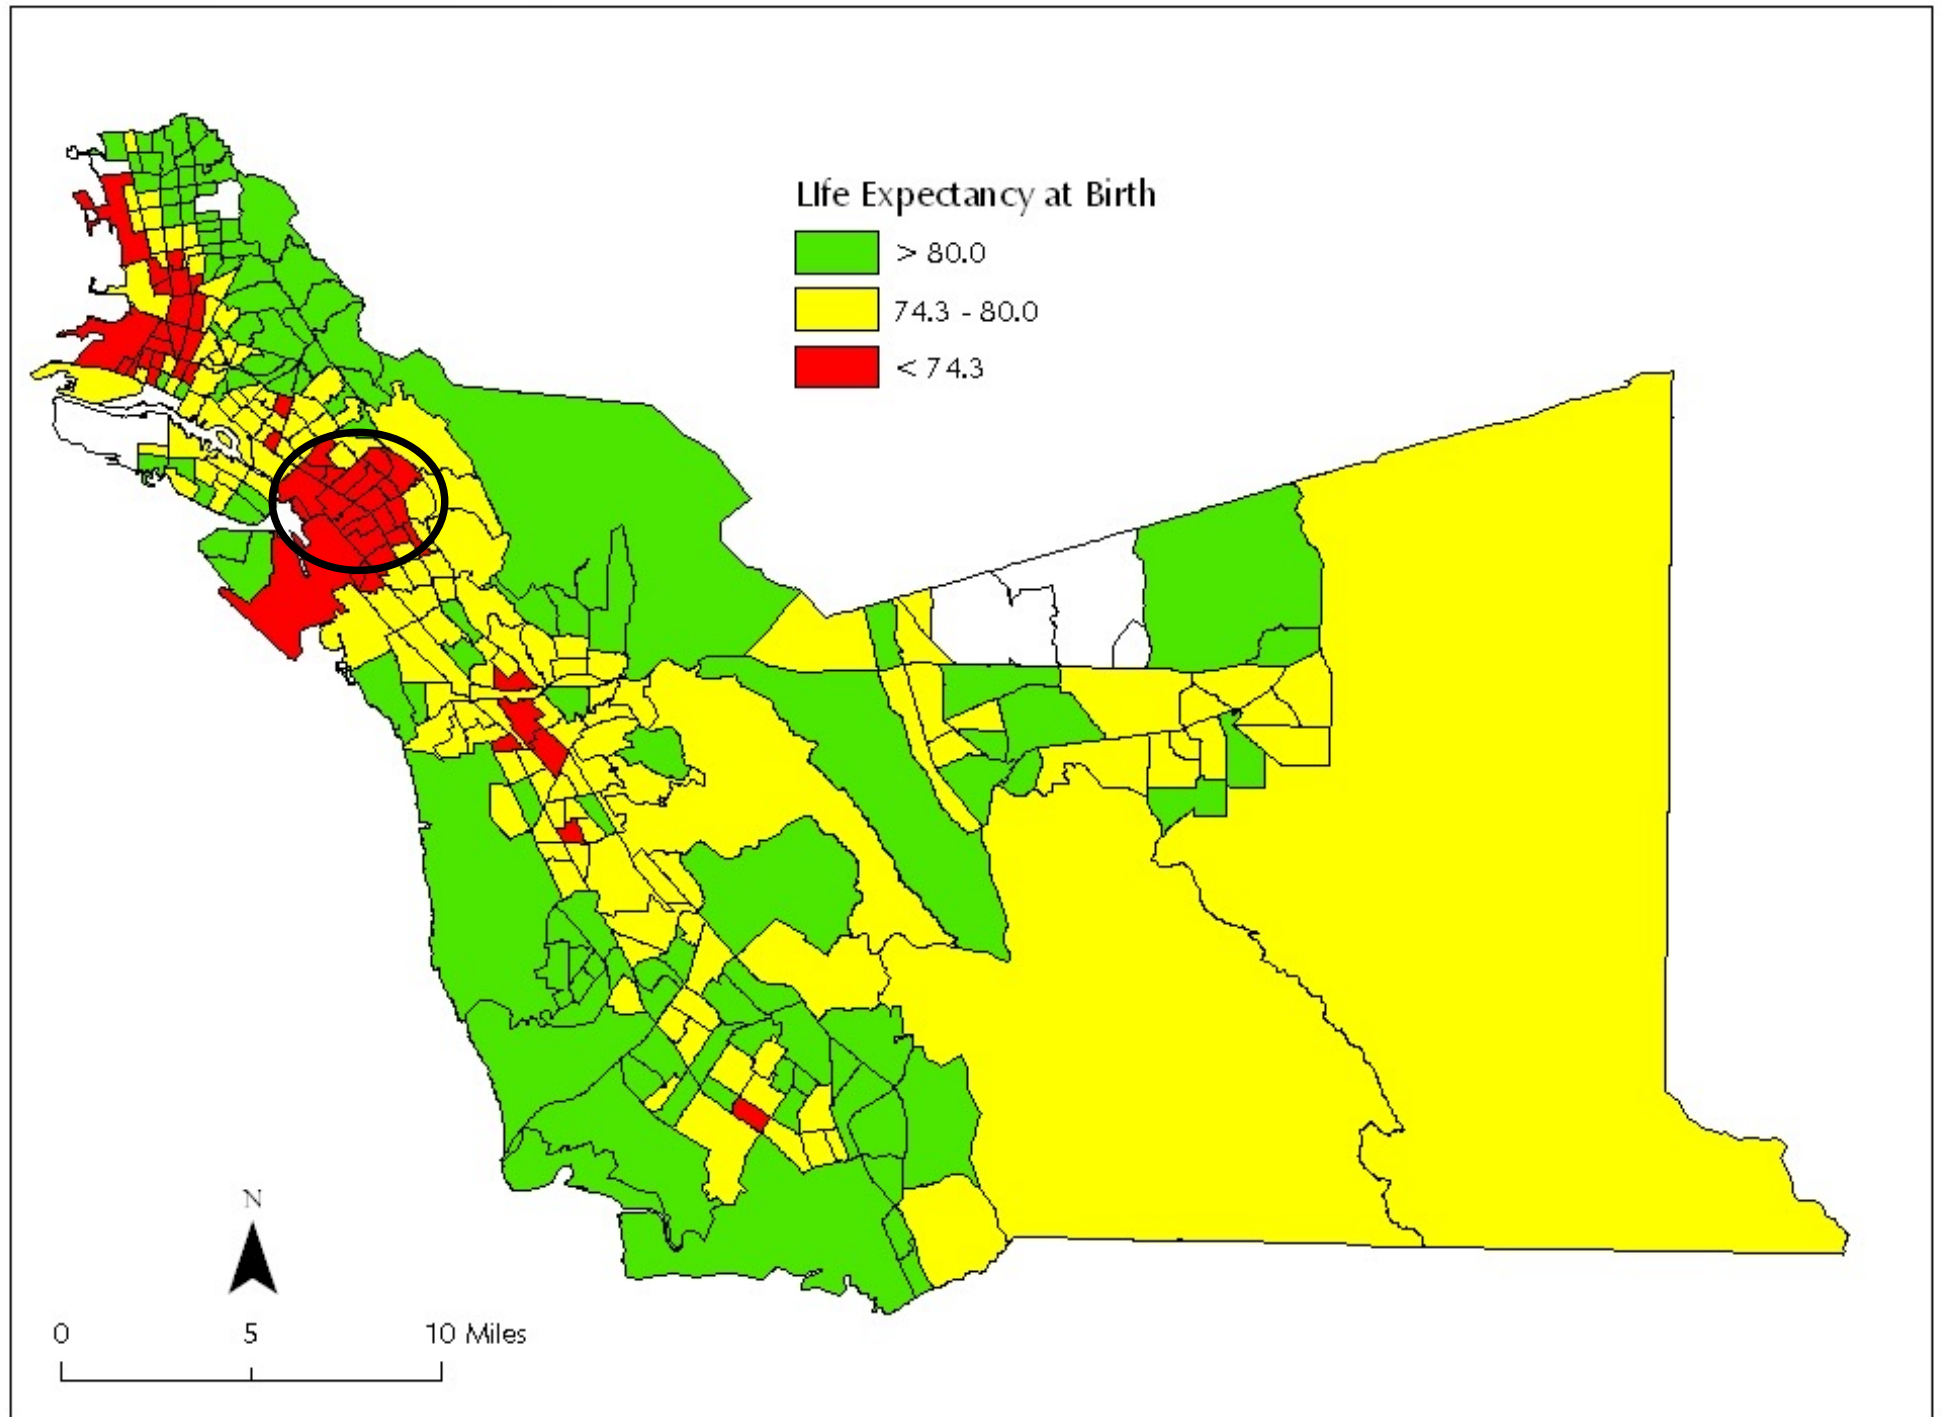 LIfe Expectancy at Birth
> 80.0
74.3 - 80.0
< 74.3
N
0 5 10 Miles